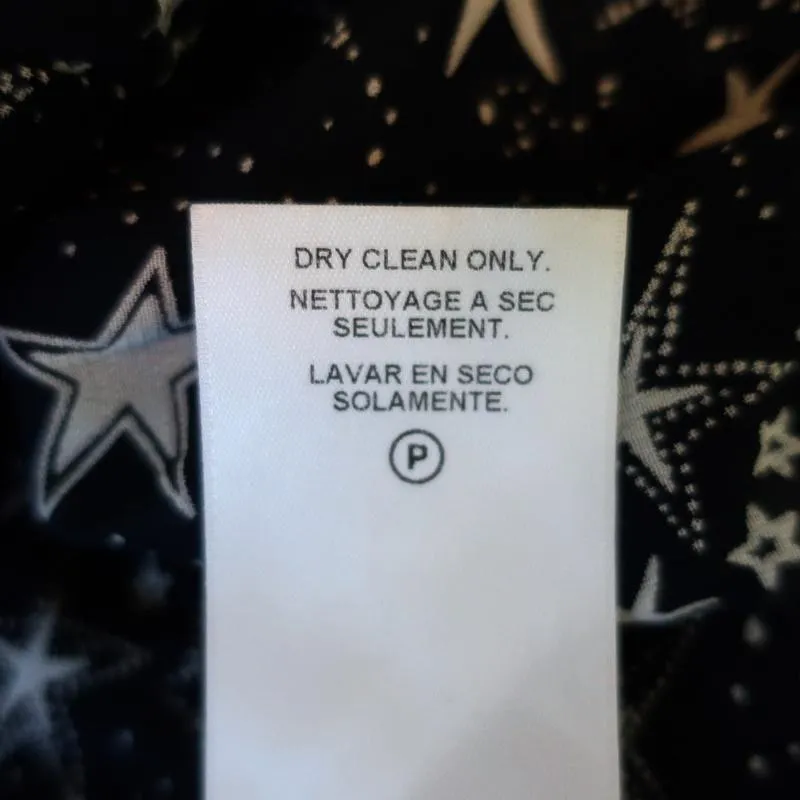 DRY CLEAN ONLY.
NETTOYAGE A SEC
SEULEMENT.
LAVAR EN SECO
SOLAMENTE.
P